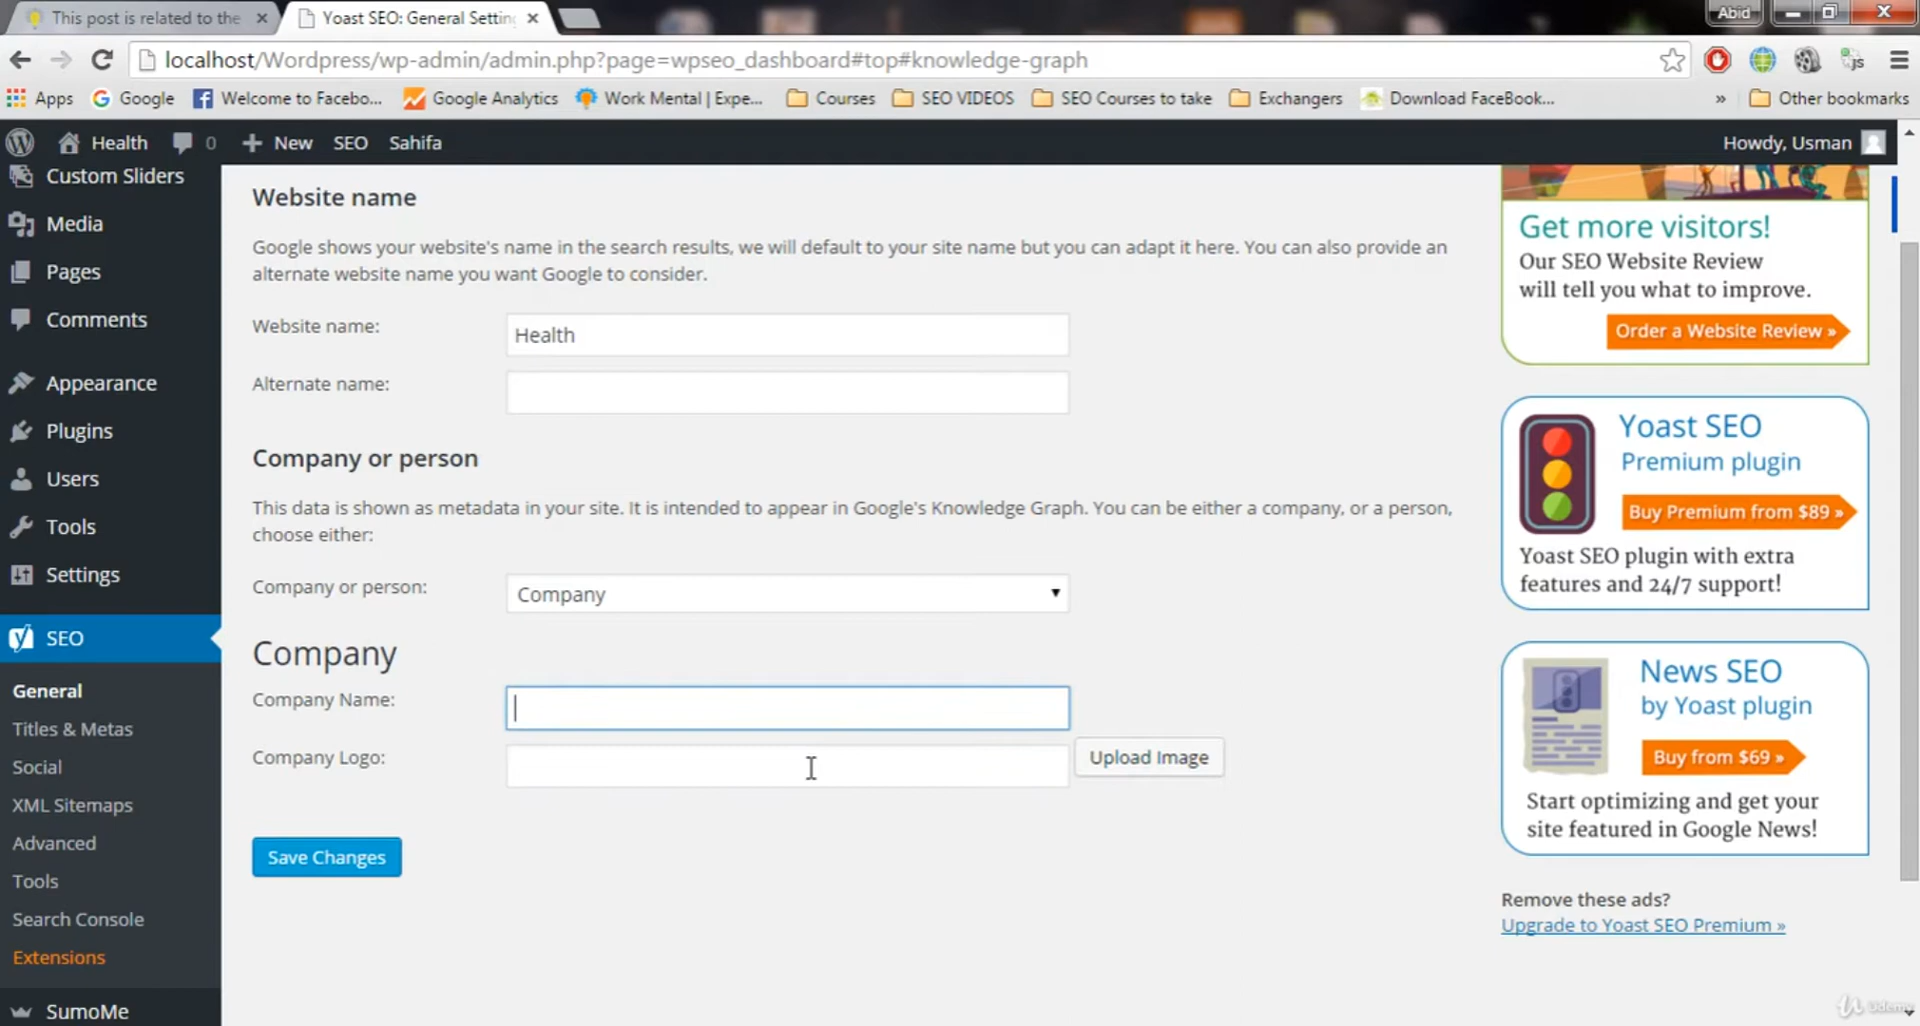 This post is related to the
Yoast SEO: General Settin
Abid
localhost/Wordpress/wp-admin/admin.php?page=wpseo_dashboard#top#knowledge-graph
Apps
Google
Welcome to Facebo...
Google Analytics
Work Mental | Expe...
Courses
SEO VIDEOS
SEO Courses to take
Exchangers
Download FaceBook...
»
Other bookmarks
Health
0
+ New
SEO
Sahifa
Howdy, Usman
Custom Sliders
Media
Pages
Comments
Appearance
Plugins
Users
Tools
Settings
SEO
General
Titles & Metas
Social
XML Sitemaps
Advanced
Tools
Search Console
Extensions
SumoMe
Website name
Google shows your website's name in the search results, we will default to your site name but you can adapt it here. You can also provide an
alternate website name you want Google to consider.
Website name:
Health
Alternate name:
Company or person
This data is shown as metadata in your site. It is intended to appear in Google's Knowledge Graph. You can be either a company, or a person,
choose either:
Company or person:
Company
Company
Company Name:
Company Logo:
Upload Image
Save Changes
Get more visitors!
Our SEO Website Review
will tell you what to improve.
Order a Website Review »
Yoast SEO
Premium plugin
Buy Premium from $89 »
Yoast SEO plugin with extra
features and 24/7 support!
News SEO
by Yoast plugin
Buy from $69 »
Start optimizing and get your
site featured in Google News!
Remove these ads?
Upgrade to Yoast SEO Premium »
Udemy